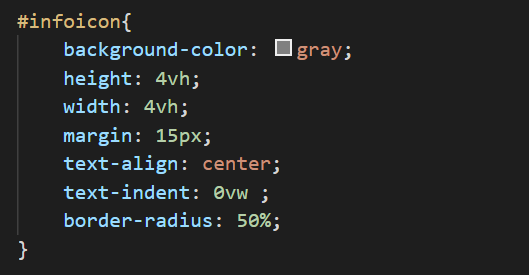 #infoicon{
    background-color: gray;
    height: 4vh;
    width: 4vh;
    margin: 15px;
    text-align: center;
    text-indent: 0vw ;
    border-radius: 50%;
}